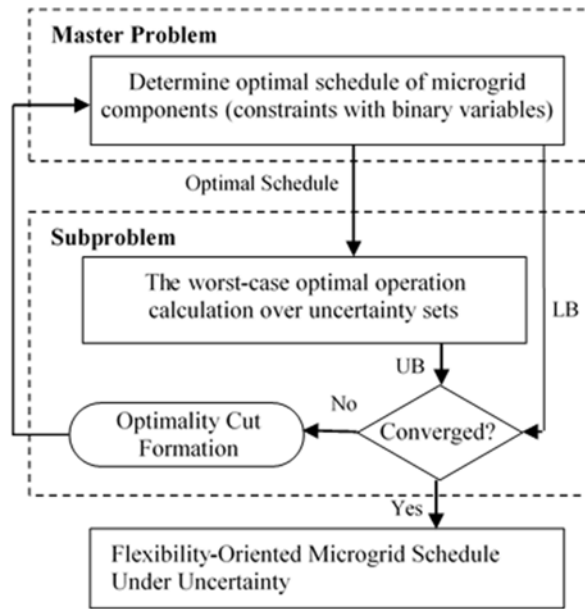 Master Problem
Determine optimal schedule of microgrid
components (constraints with binary variables)
Optimal Schedule
Subproblem
The worst-case optimal operation
calculation over uncertainty sets
LB
UB
No
Optimality Cut
Formation
Converged?
Yes
Flexibility-Oriented Microgrid Schedule
Under Uncertainty